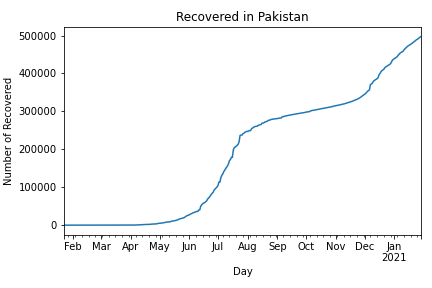 Recovered in Pakistan
Number of Recovered
500000
400000
300000
200000
100000
0
Feb Mar Apr May Jun Jul Aug Sep Oct Nov Dec Jan
2021
Day